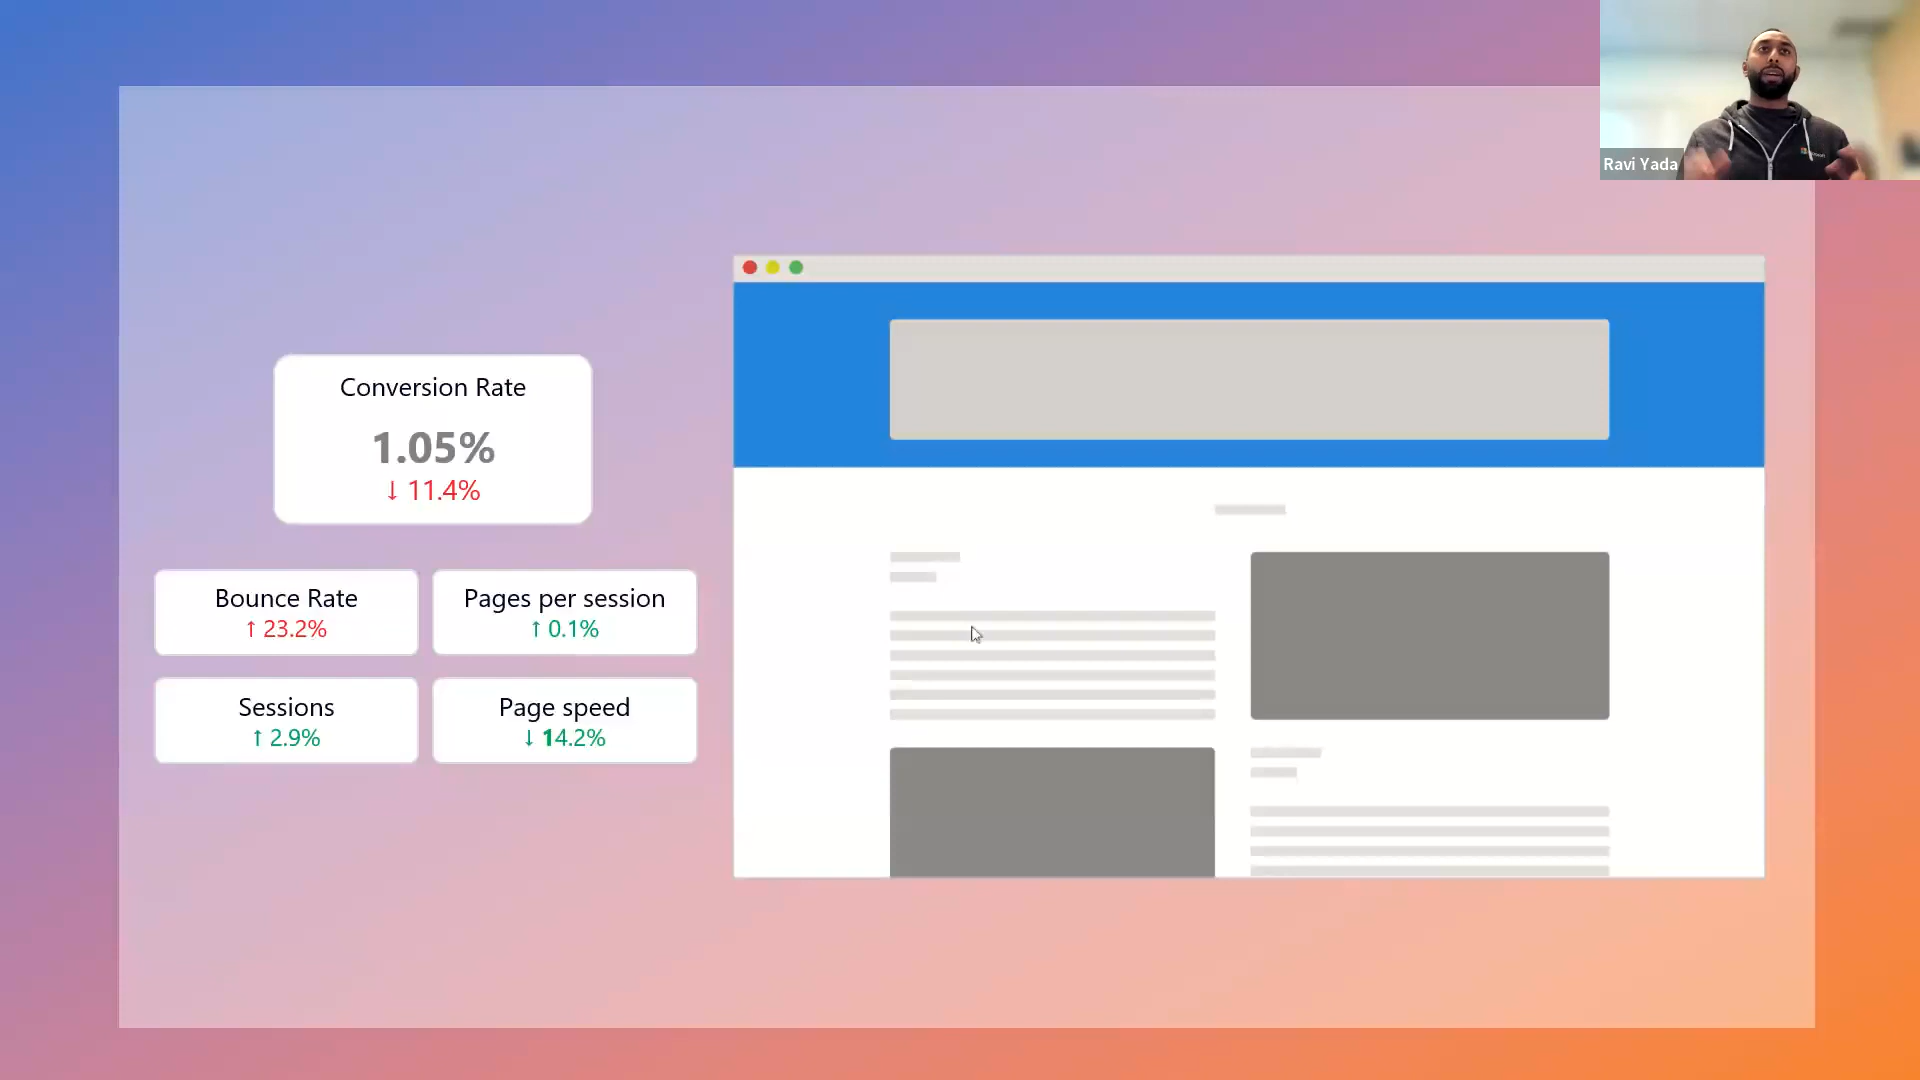 Ravi Yada
Conversion Rate
1.05%
↓ 11.4%
Bounce Rate
↑ 23.2%
Pages per session
↑ 0.1%
Sessions
↑ 2.9%
Page speed
↓ 14.2%